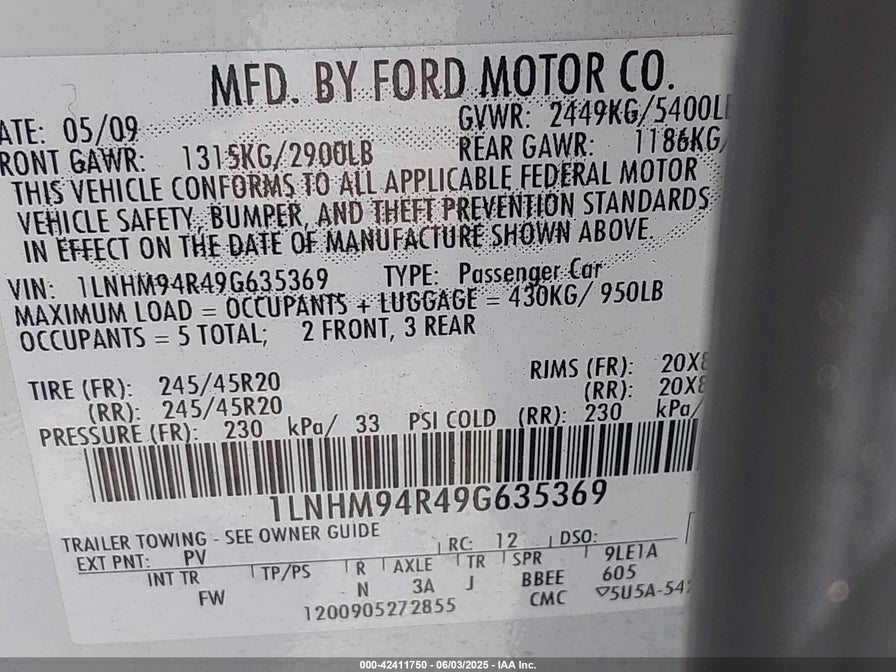 MFD. BY FORD MOTOR CO.
ATE: 05/09 GVWR: 2449KG/5400L
RONT GAWR: 1315KG/2900LB REAR GAWR: 1186KG/
THIS VEHICLE CONFORMS TO ALL APPLICABLE FEDERAL MOTOR
VEHICLE SAFETY, BUMPER, AND THEFT PREVENTION STANDARDS
IN EFFECT ON THE DATE OF MANUFACTURE SHOWN ABOVE.
VIN: 1LNHM94R49G635369 TYPE: Passenger Car
MAXIMUM LOAD = OCCUPANTS + LUGGAGE = 430KG/ 950LB
OCCUPANTS = 5 TOTAL; 2 FRONT, 3 REAR
TIRE (FR): 245/45R20 RIMS (FR): 20X8
(RR): 245/45R20 (RR): 20X8
PRESSURE (FR): 230 kPa/ 33 PSI COLD (RR): 230 kPa/
1LNHM94R49G635369
TRAILER TOWING - SEE OWNER GUIDE
EXT PNT: PV RC: 12 DSO:
INT TR TP/PS R AXLE TR SPR 9LE1A
FW N 3A J BBEE 605
1200905272855 CMC ▽5U5A-542
000-42411750 - 06/03/2025 - IAA Inc.